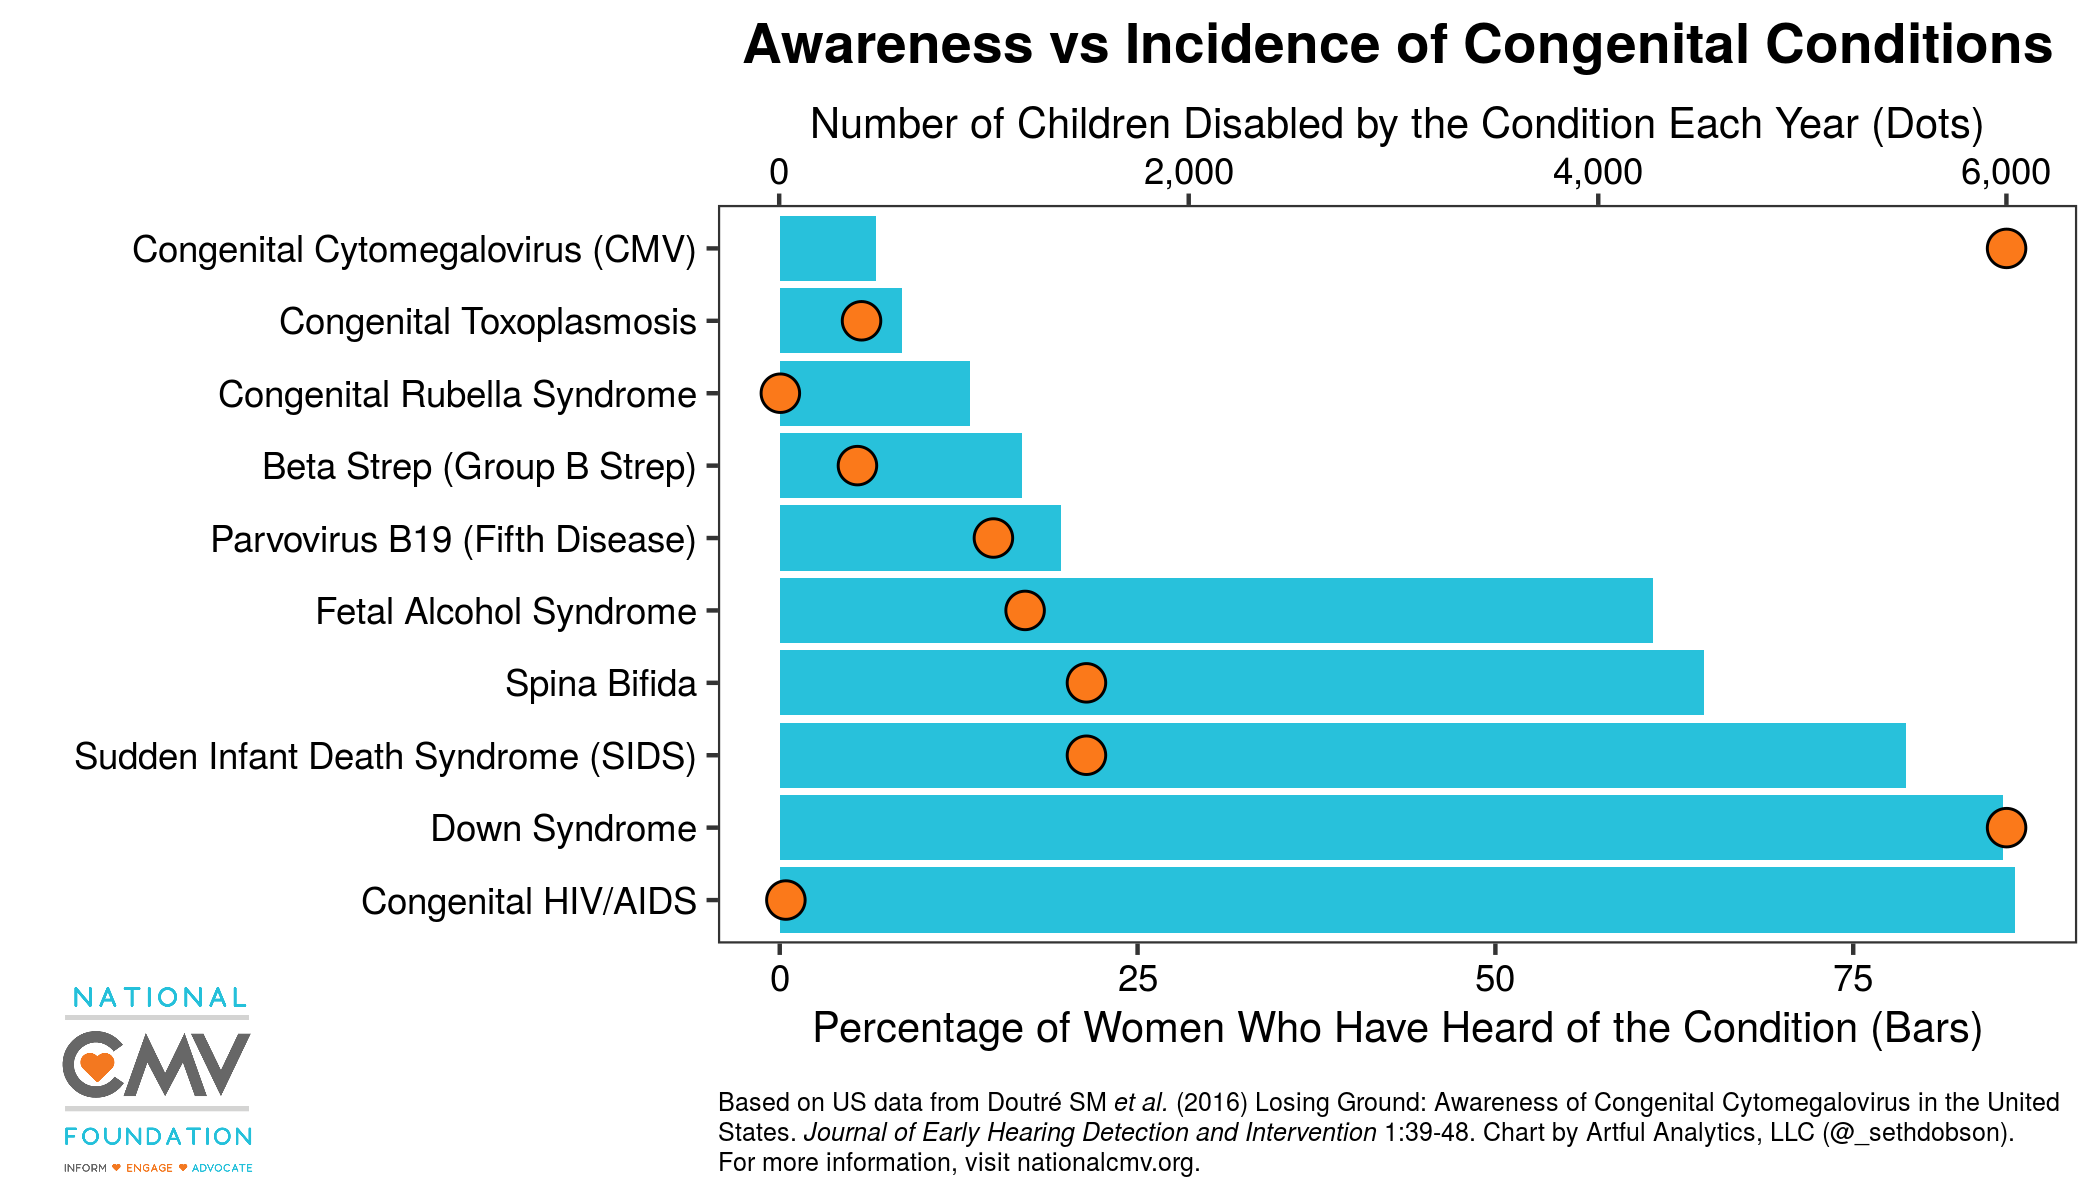 Awareness vs Incidence of Congenital Conditions
Number of Children Disabled by the Condition Each Year (Dots)
0 2,000 4,000 6,000
Congenital Cytomegalovirus (CMV)
Congenital Toxoplasmosis
Congenital Rubella Syndrome
Beta Strep (Group B Strep)
Parvovirus B19 (Fifth Disease)
Fetal Alcohol Syndrome
Spina Bifida
Sudden Infant Death Syndrome (SIDS)
Down Syndrome
Congenital HIV/AIDS
0 25 50 75
Percentage of Women Who Have Heard of the Condition (Bars)
NATIONAL
CMV
FOUNDATION
INFORM ENGAGE ADVOCATE
Based on US data from Doutré SM et al. (2016) Losing Ground: Awareness of Congenital Cytomegalovirus in the United
States. Journal of Early Hearing Detection and Intervention 1:39-48. Chart by Artful Analytics, LLC (@_sethdobson).
For more information, visit nationalcmv.org.